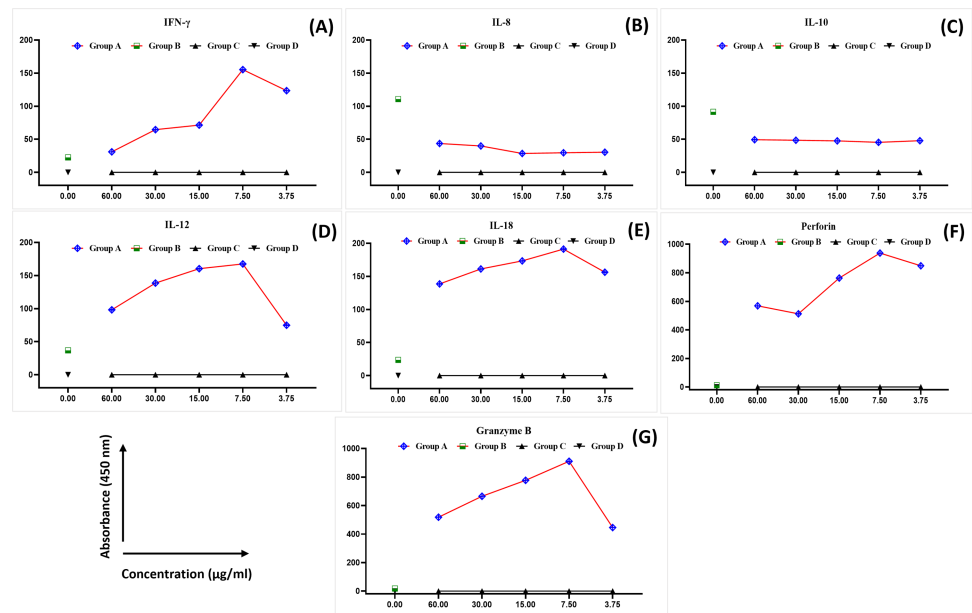 IFN-γ
(A)
Group A Group B Group C Group D
200
150
100
50
0
0.00 60.00 30.00 15.00 7.50 3.75
IL-8
(B)
Group A Group B Group C Group D
200
150
100
50
0
0.00 60.00 30.00 15.00 7.50 3.75
IL-10
(C)
Group A Group B Group C Group D
200
150
100
50
0
0.00 60.00 30.00 15.00 7.50 3.75
IL-12
(D)
Group A Group B Group C Group D
200
150
100
50
0
0.00 60.00 30.00 15.00 7.50 3.75
IL-18
(E)
Group A Group B Group C Group D
200
150
100
50
0
0.00 60.00 30.00 15.00 7.50 3.75
Perforin
(F)
Group A Group B Group C Group D
1000
800
600
400
200
0
0.00 60.00 30.00 15.00 7.50 3.75
Absorbance (450 nm)
Concentration (µg/ml)
Granzyme B
(G)
Group A Group B Group C Group D
1000
800
600
400
200
0
0.00 60.00 30.00 15.00 7.50 3.75